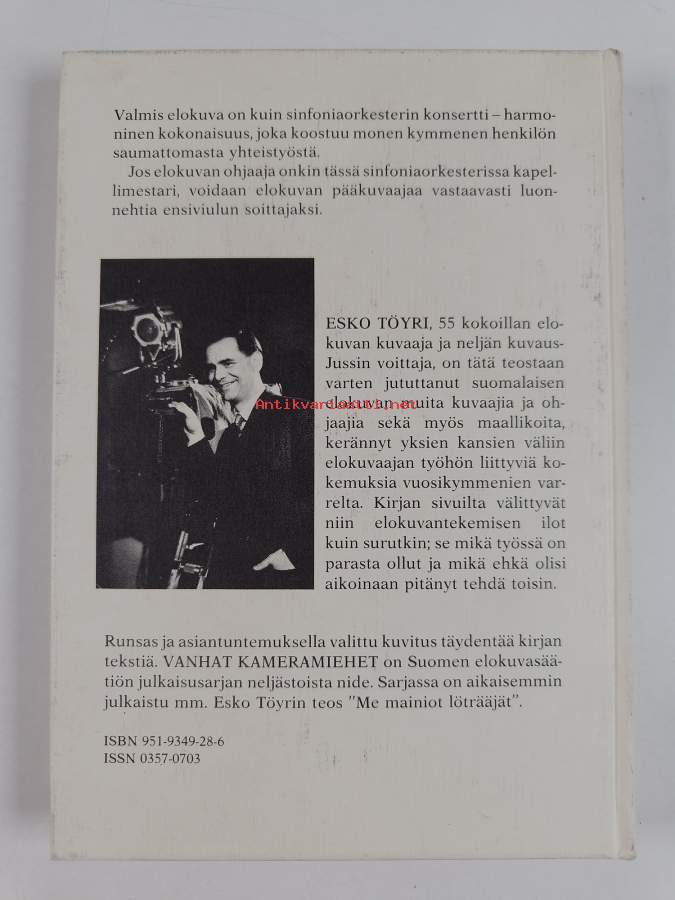 Valmis elokuva on kuin sinfoniaorkesterin konsertti – harmo-
ninen kokonaisuus, joka koostuu monen kymmenen henkilön
saumattomasta yhteistyöstä.
Jos elokuvan ohjaaja onkin tässä sinfoniaorkesterissa kapel-
limestari, voidaan elokuvan pääkuvaajaa vastaavasti luon-
nehtia ensiviulun soittajaksi.
ESKO TÖYRI, 55 kokoillan elo-
kuvan kuvaaja ja neljän kuvaus-
Jussin voittaja, on tätä teostaan
varten jututtanut suomalaisen
elokuvan muita kuvaajia ja oh-
Antikvariaatti.net
jaajia sekä myös maallikoita,
kerännyt yksien kansien väliin
elokuvaajan työhön liittyviä ko-
kemuksia vuosikymmenien var-
relta. Kirjan sivuilta välittyvät
niin elokuvantekemisen ilot
kuin surutkin; se mikä työssä on
parasta ollut ja mikä ehkä olisi
aikoinaan pitänyt tehdä toisin.
Runsas ja asiantuntemuksella valittu kuvitus täydentää kirjan
tekstiä. VANHAT KAMERAMIEHET on Suomen elokuvasää-
tiön julkaisusarjan neljästoista nide. Sarjassa on aikaisemmin
julkaistu mm. Esko Töyrin teos "Me mainiot löträäjät".
ISBN 951-9349-28-6
ISSN 0357-0703